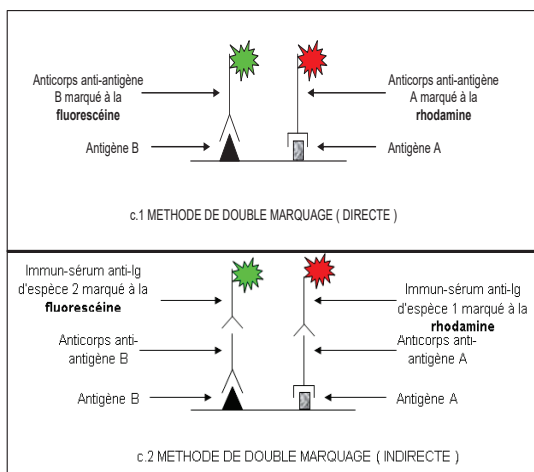 Anticorps anti-antigène
B marqué à la
fluorescéine
Antigène B
Anticorps anti-antigène
A marqué à la
rhodamine
Antigène A
c.1 METHODE DE DOUBLE MARQUAGE ( DIRECTE )
Immun-sérum anti-Ig
d'espèce 2 marqué à la
fluorescéine
Anticorps anti-
antigène B
Antigène B
Immun-sérum anti-Ig
d'espèce 1 marqué à la
rhodamine
Anticorps anti-
antigène A
Antigène A
c.2 METHODE DE DOUBLE MARQUAGE ( INDIRECTE )